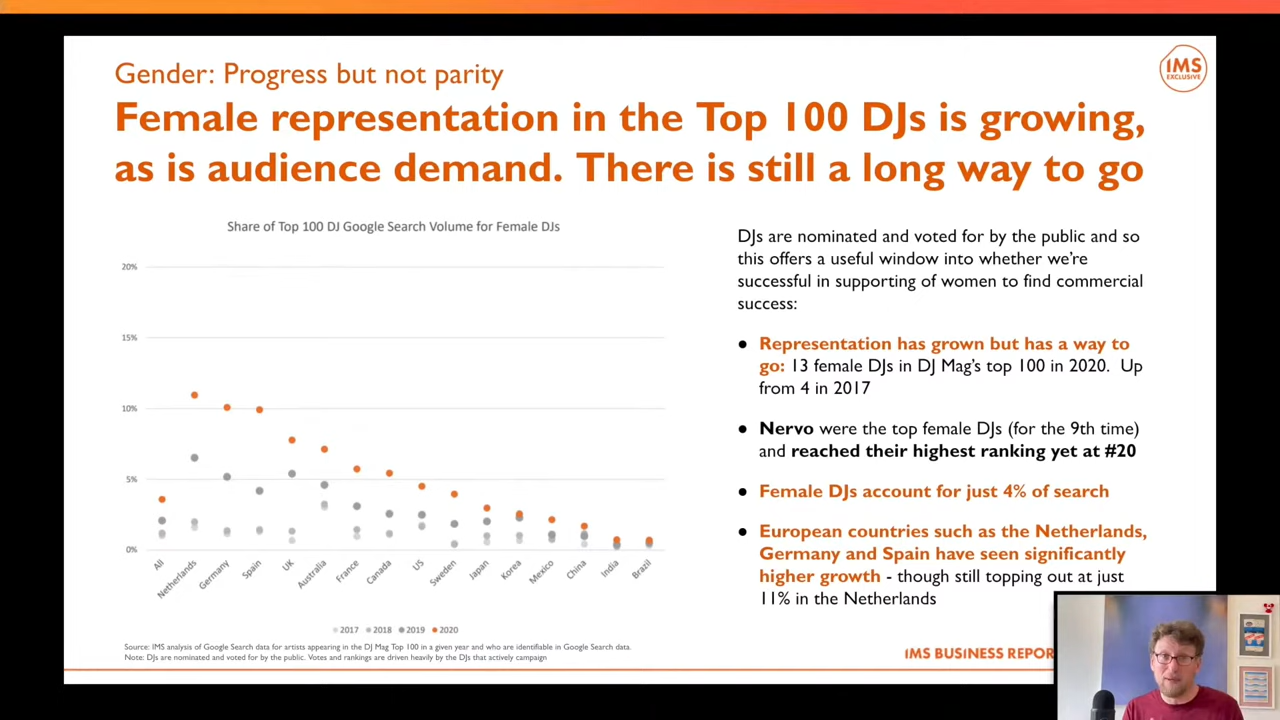 Gender: Progress but not parity
IMS
EXCLUSIVE
Female representation in the Top 100 DJs is growing,
as is audience demand. There is still a long way to go
Share of Top 100 DJ Google Search Volume for Female DJs
20%
15%
10%
5%
0%
All
Netherlands
Germany
Spain
UK
Australia
France
Canada
US
Sweden
Japan
Korea
Mexico
China
India
Brazil
2017 2018 2019 2020
Source: IMS analysis of Google Search data for artists appearing in the DJ Mag Top 100 in a given year and who are identifiable in Google Search data.
Note: DJs are nominated and voted for by the public. Votes and rankings are driven heavily by the DJs that actively campaign
DJs are nominated and voted for by the public and so
this offers a useful window into whether we're
successful in supporting of women to find commercial
success:
● Representation has grown but has a way to
go: 13 female DJs in DJ Mag's top 100 in 2020. Up
from 4 in 2017
● Nervo were the top female DJs (for the 9th time)
and reached their highest ranking yet at #20
● Female DJs account for just 4% of search
● European countries such as the Netherlands,
Germany and Spain have seen significantly
higher growth - though still topping out at just
11% in the Netherlands
IMS BUSINESS REPOR